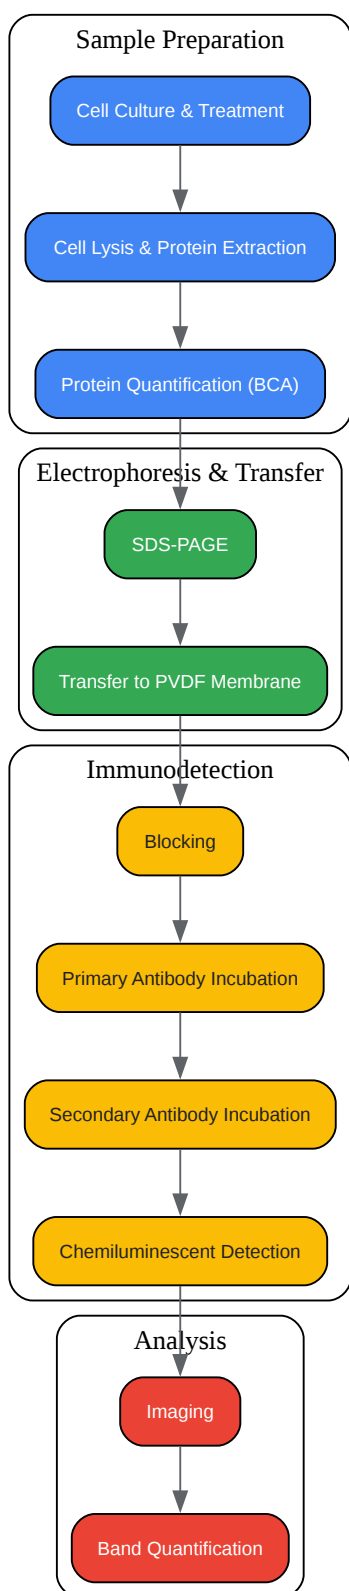 Sample Preparation
Cell Culture & Treatment
Cell Lysis & Protein Extraction
Protein Quantification (BCA)
Electrophoresis & Transfer
SDS-PAGE
Transfer to PVDF Membrane
Immunodetection
Blocking
Primary Antibody Incubation
Secondary Antibody Incubation
Chemiluminescent Detection
Analysis
Imaging
Band Quantification